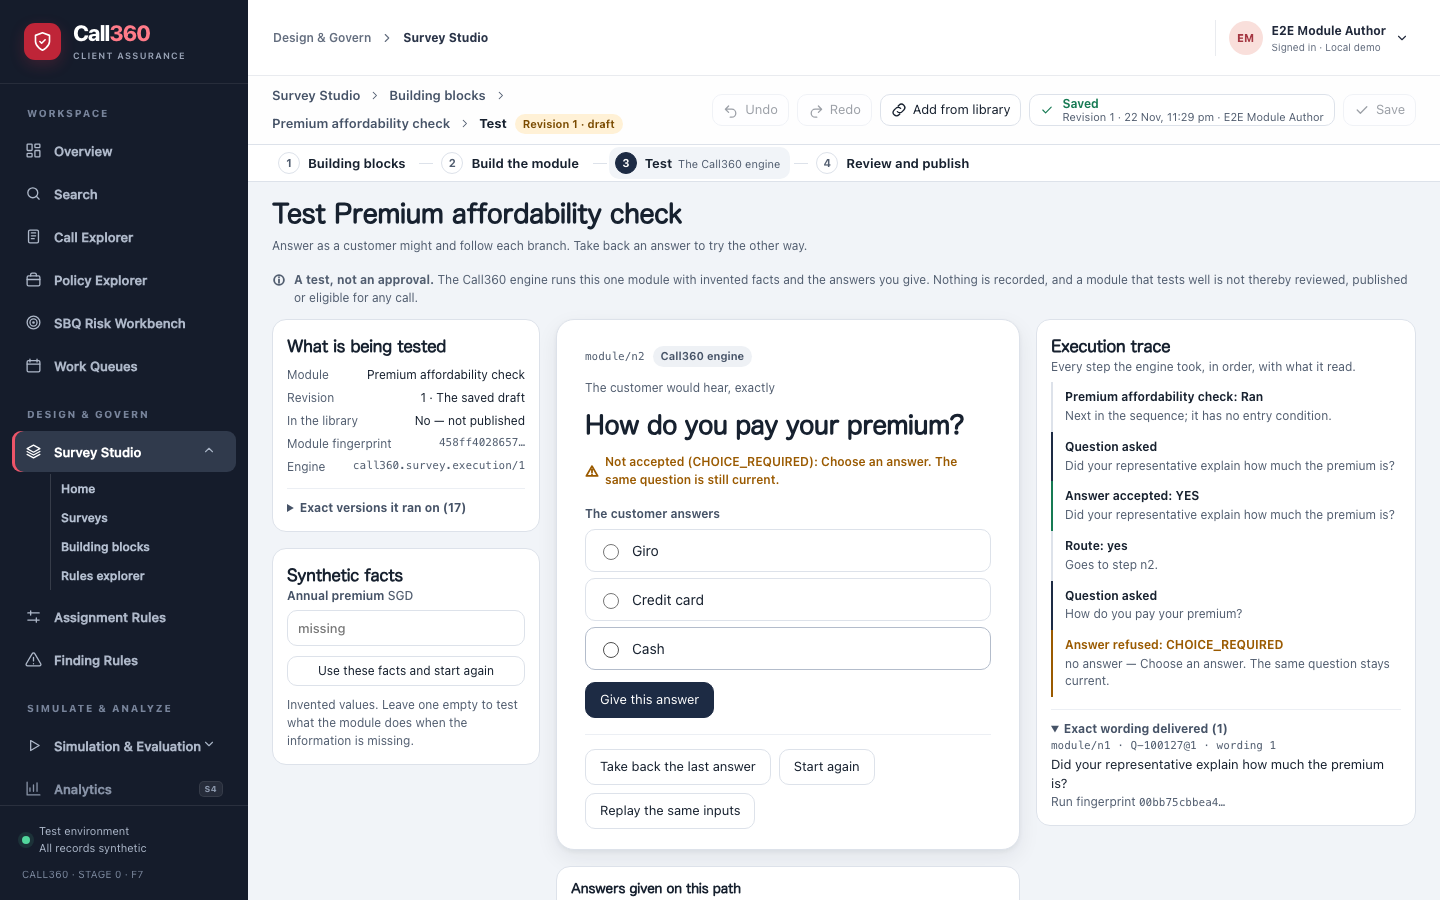 Call360
CLIENT ASSURANCE
WORKSPACE
Overview
Search
Call Explorer
Policy Explorer
SBQ Risk Workbench
Work Queues
DESIGN & GOVERN
Survey Studio
Home
Surveys
Building blocks
Rules explorer
Assignment Rules
Finding Rules
SIMULATE & ANALYZE
Simulation & Evaluation
Analytics S4
Test environment
All records synthetic
CALL360 · STAGE 0 · F7
Design & Govern > Survey Studio
EM
E2E Module Author
Signed in · Local demo
Survey Studio > Building blocks >
Premium affordability check > Test Revision 1 · draft
Undo
Redo
Add from library
Saved
Revision 1 · 22 Nov, 11:29 pm · E2E Module Author
Save
1 Building blocks
2 Build the module
3 Test The Call360 engine
4 Review and publish
Test Premium affordability check
Answer as a customer might and follow each branch. Take back an answer to try the other way.
A test, not an approval. The Call360 engine runs this one module with invented facts and the answers you give. Nothing is recorded, and a module that tests well is not thereby reviewed, published
or eligible for any call.
What is being tested
Module Premium affordability check
Revision 1 · The saved draft
In the library No — not published
Module fingerprint 458ff4028657…
Engine call360.survey.execution/1
Exact versions it ran on (17)
Synthetic facts
Annual premium SGD
missing
Use these facts and start again
Invented values. Leave one empty to test
what the module does when the
information is missing.
module/n2 Call360 engine
The customer would hear, exactly
How do you pay your premium?
Not accepted (CHOICE_REQUIRED): Choose an answer. The
same question is still current.
The customer answers
Giro
Credit card
Cash
Give this answer
Take back the last answer
Start again
Replay the same inputs
Answers given on this path
Execution trace
Every step the engine took, in order, with what it read.
Premium affordability check: Ran
Next in the sequence; it has no entry condition.
Question asked
Did your representative explain how much the premium is?
Answer accepted: YES
Did your representative explain how much the premium is?
Route: yes
Goes to step n2.
Question asked
How do you pay your premium?
Answer refused: CHOICE_REQUIRED
no answer — Choose an answer. The same question stays
current.
Exact wording delivered (1)
module/n1 · Q-100127@1 · wording 1
Did your representative explain how much the premium
is?
Run fingerprint 00bb75cbbea4…